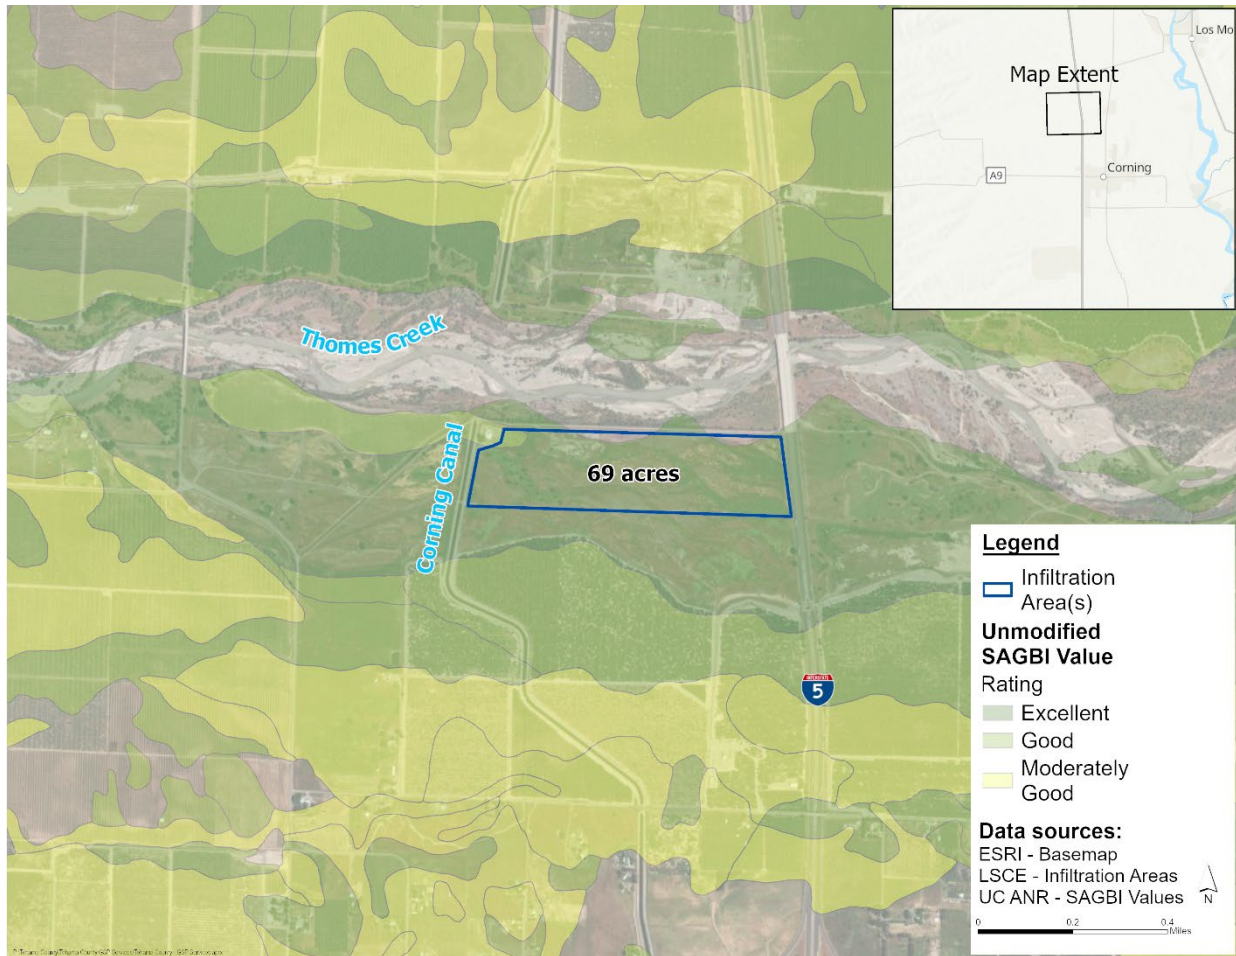 Los Mo
Map Extent
A9
Corning
Thomes Creek
Corning Canal
69 acres
INTERSTATE
5
Legend
Infiltration
Area(s)
Unmodified
SAGBI Value
Rating
Excellent
Good
Moderately
Good
Data sources:
ESRI - Basemap
LSCE - Infiltration Areas
UC ANR - SAGBI Values
N
0
0.2
0.4
Miles